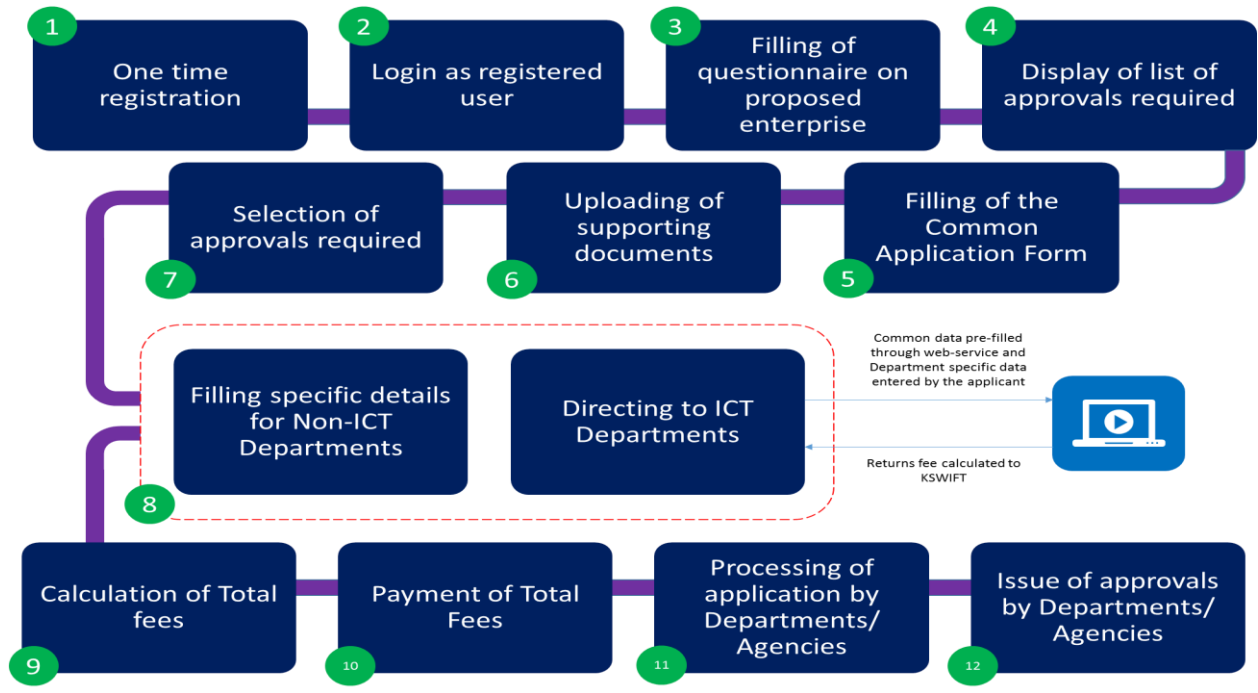 1
One time
registration
2
Login as registered
user
3
Filling of
questionnaire on
proposed
enterprise
4
Display of list of
approvals required
5
Filling of the
Common
Application Form
6
Uploading of
supporting
documents
7
Selection of
approvals required
8
Filling specific details
for Non-ICT
Departments
Directing to ICT
Departments
Common data pre-filled
through web-service and
Department specific data
entered by the applicant
Returns fee calculated to
KSWIFT
9
Calculation of Total
fees
10
Payment of Total
Fees
11
Processing of
application by
Departments/
Agencies
12
Issue of approvals
by Departments/
Agencies